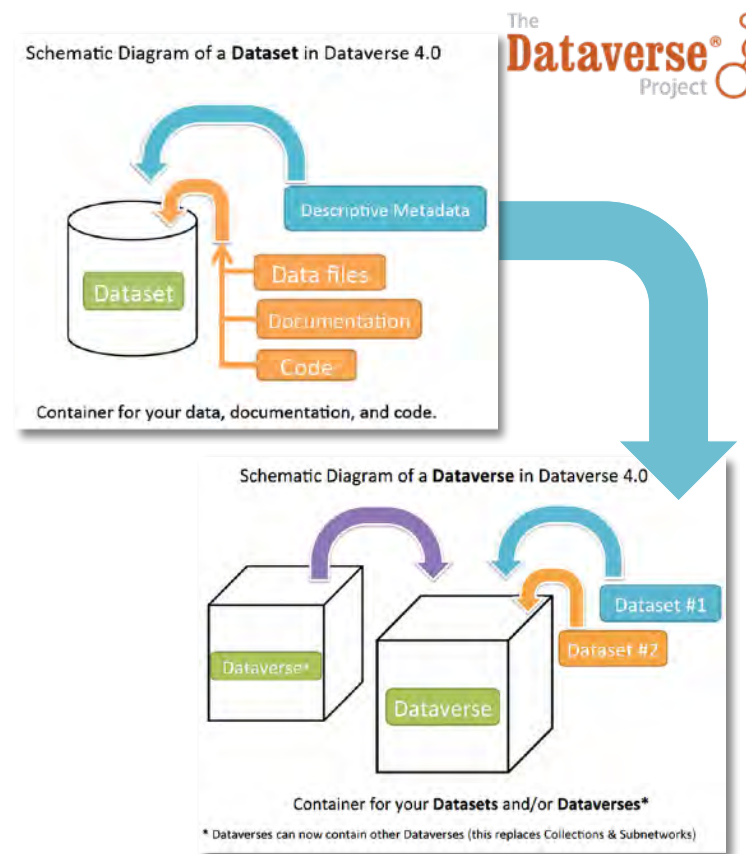 The
Dataverse®
Project
Schematic Diagram of a Dataset in Dataverse 4.0
Descriptive Metadata
Dataset
Data files
Documentation
Code
Container for your data, documentation, and code.
Schematic Diagram of a Dataverse in Dataverse 4.0
Dataset #1
Dataset #2
Dataverse*
Dataverse
Container for your Datasets and/or Dataverses*
* Dataverses can now contain other Dataverses (this replaces Collections & Subnetworks)